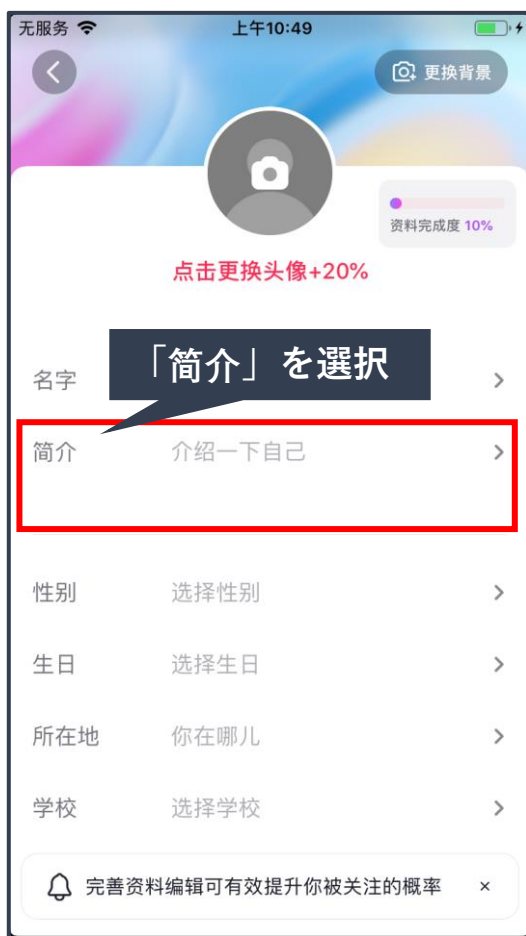 无服务 上午10:49
更换背景
资料完成度 10%
点击更换头像+20%
「简介」を選択
名字
简介 介绍一下自己
性别 选择性别
生日 选择生日
所在地 你在哪儿
学校 选择学校
完善资料编辑可有效提升你被关注的概率 ×